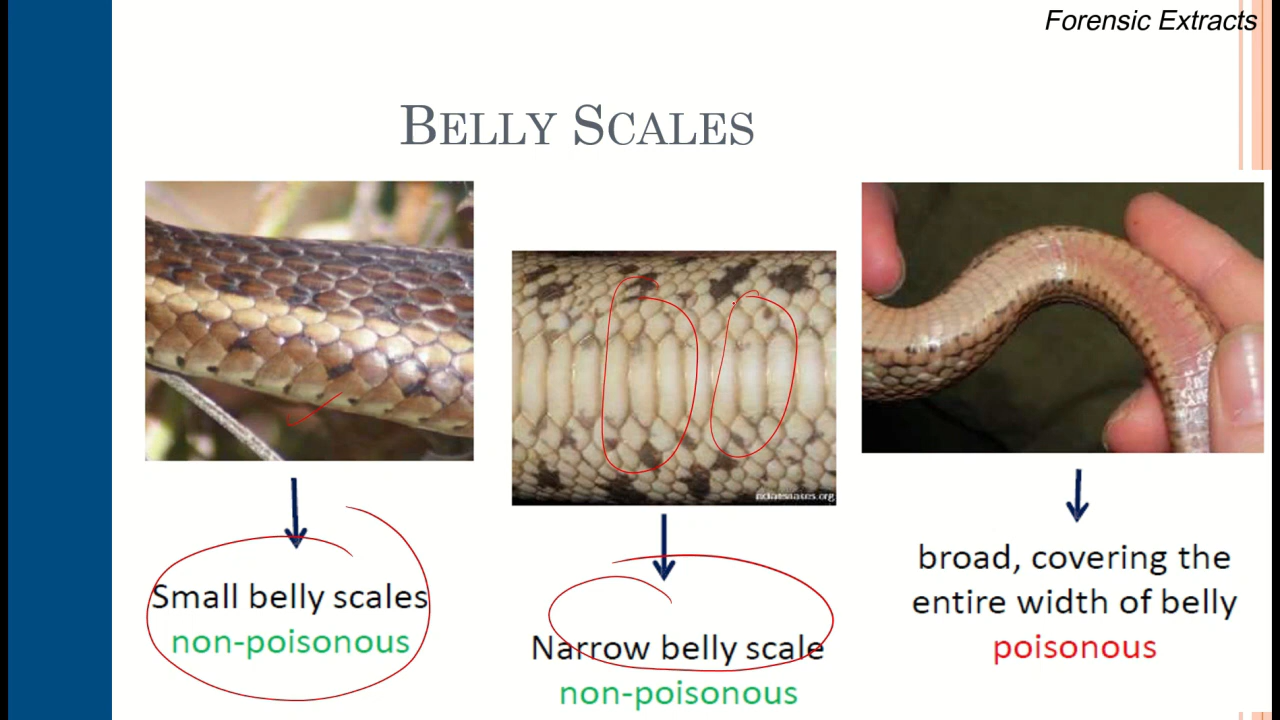 Forensic Extracts
BELLY SCALES
Small belly scales
non-poisonous
Narrow belly scale
non-poisonous
broad, covering the
entire width of belly
poisonous